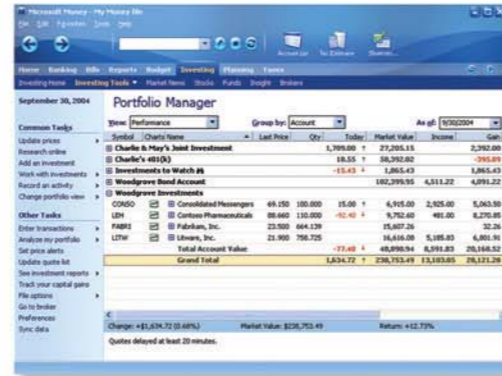 Microsoft Money - My Money file
File Edit Favorites Tools Help
Account List Tax Estimator
Home Banking Bills Reports Budget Investing Planning Taxes
Investing Home Investing Tools Market News Stocks Funds Insight Brokers
September 30, 2004
Portfolio Manager
View: Performance Group by: Account As of: 9/30/2004
Common Tasks
Update prices
Research online
Add an investment
Work with investments
Record an activity
Change portfolio view
Other Tasks
Enter transactions
Analyze my portfolio
Set price alerts
Update quote list
See investment reports
Track your capital gains
File options
Go to broker
Preferences
Sync data
Symbol Charts Name Last Price Qty Today Market Value Income Gain
Charlie & May's Joint Investment 1,709.00 27,205.15 2,392.00
Charlie's 401(k) 18.55 58,392.02 -395.89
Investments to Watch -15.43 1,865.43 1,865.43
Woodgrove Bond Account 102,399.95 4,511.22 4,091.22
Woodgrove Investments
CONSO Consolidated Messengers 69.150 100.000 15.00 6,915.00 2,925.00 5,063.50
LEH Contoso Pharmaceuticals 88.660 110.000 -92.40 9,752.60 481.00 8,270.85
FABRI Fabrikam, Inc. 23.500 664.139 15,607.26 32.26
LITW Litware, Inc. 21.900 758.725 16,616.08 5,185.83 6,801.91
Total Account Value -77.40 48,890.94 8,591.83 20,168.52
Grand Total 1,634.72 238,753.49 13,103.05 28,121.28
Change: +$1,634.72 (0.68%) Market Value: $238,753.49 Return: +12.73%
Quotes delayed at least 20 minutes.